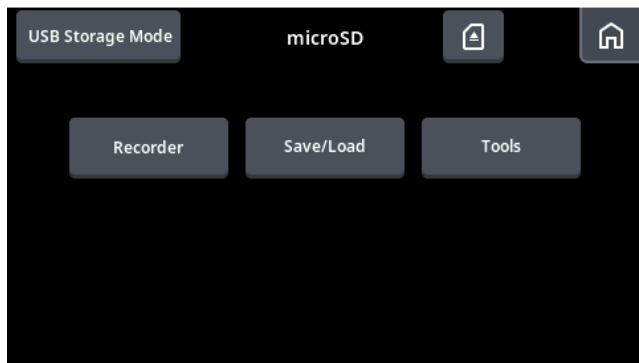 USB Storage Mode
microSD
Recorder
Save/Load
Tools